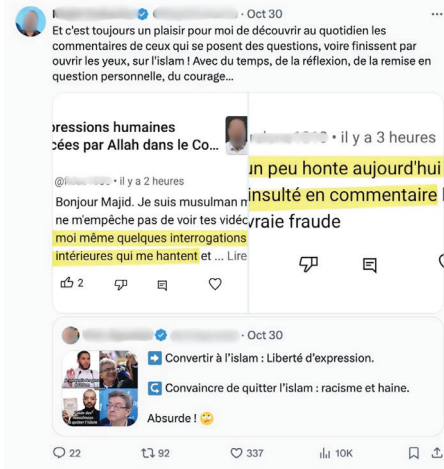 · Oct 30
Et c'est toujours un plaisir pour moi de découvrir au quotidien les
commentaires de ceux qui se posent des questions, voire finissent par
ouvrir les yeux, sur l'islam ! Avec du temps, de la réflexion, de la remise en
question personnelle, du courage...
pressions humaines
cées par Allah dans le Co...
• il y a 2 heures
Bonjour Majid. Je suis musulman
ne m'empêche pas de voir tes
moi même quelques interrogations
intérieures qui me hantent et ... Lire
2
• il y a 3 heures
un peu honte aujourd'hui
insulté en commentaire
vraie fraude
· Oct 30
Convertir à l'islam : Liberté d'expression.
Convaincre de quitter l'islam : racisme et haine.
Absurde !
22 92 337 10K